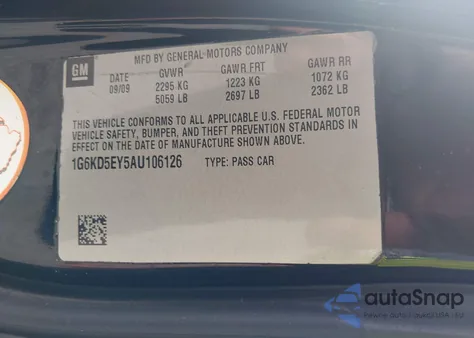 MFD BY GENERAL MOTORS COMPANY
GM
DATE GVWR GAWR FRT GAWR RR
09/09 2295 KG 1223 KG 1072 KG
5059 LB 2697 LB 2362 LB
THIS VEHICLE CONFORMS TO ALL APPLICABLE U.S. FEDERAL MOTOR
VEHICLE SAFETY, BUMPER, AND THEFT PREVENTION STANDARDS IN
EFFECT ON THE DATE OF MANUFACTURE SHOWN ABOVE.
1G6KD5EY5AU106126 TYPE: PASS CAR
autoSnap